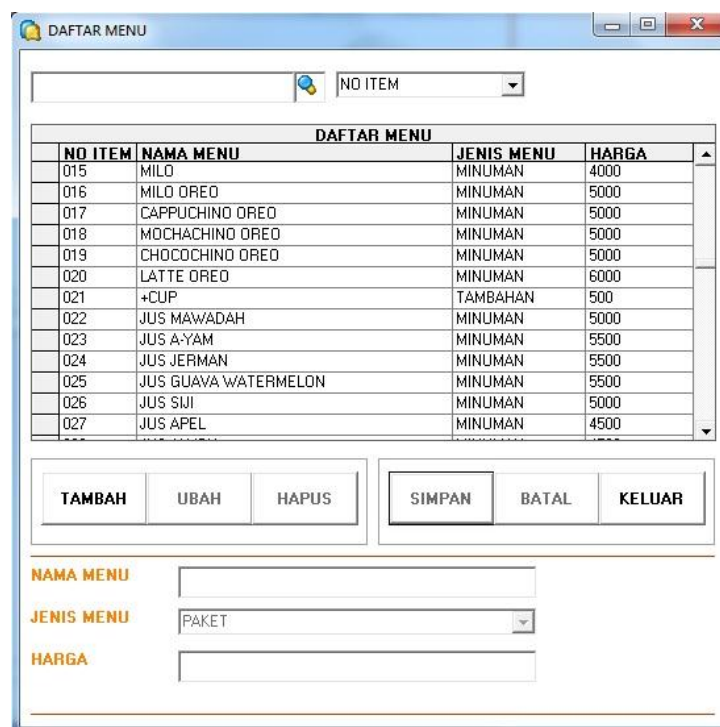 DAFTAR MENU
NO ITEM
DAFTAR MENU
NO ITEM NAMA MENU JENIS MENU HARGA
015 MILO MINUMAN 4000
016 MILO OREO MINUMAN 5000
017 CAPPUCHINO OREO MINUMAN 5000
018 MOCHACHINO OREO MINUMAN 5000
019 CHOCOCHINO OREO MINUMAN 5000
020 LATTE OREO MINUMAN 6000
021 +CUP TAMBAHAN 500
022 JUS MAWADAH MINUMAN 5000
023 JUS A-YAM MINUMAN 5500
024 JUS JERMAN MINUMAN 5500
025 JUS GUAVA WATERMELON MINUMAN 5500
026 JUS SIJI MINUMAN 5000
027 JUS APEL MINUMAN 4500
TAMBAH UBAH HAPUS SIMPAN BATAL KELUAR
NAMA MENU
JENIS MENU PAKET
HARGA